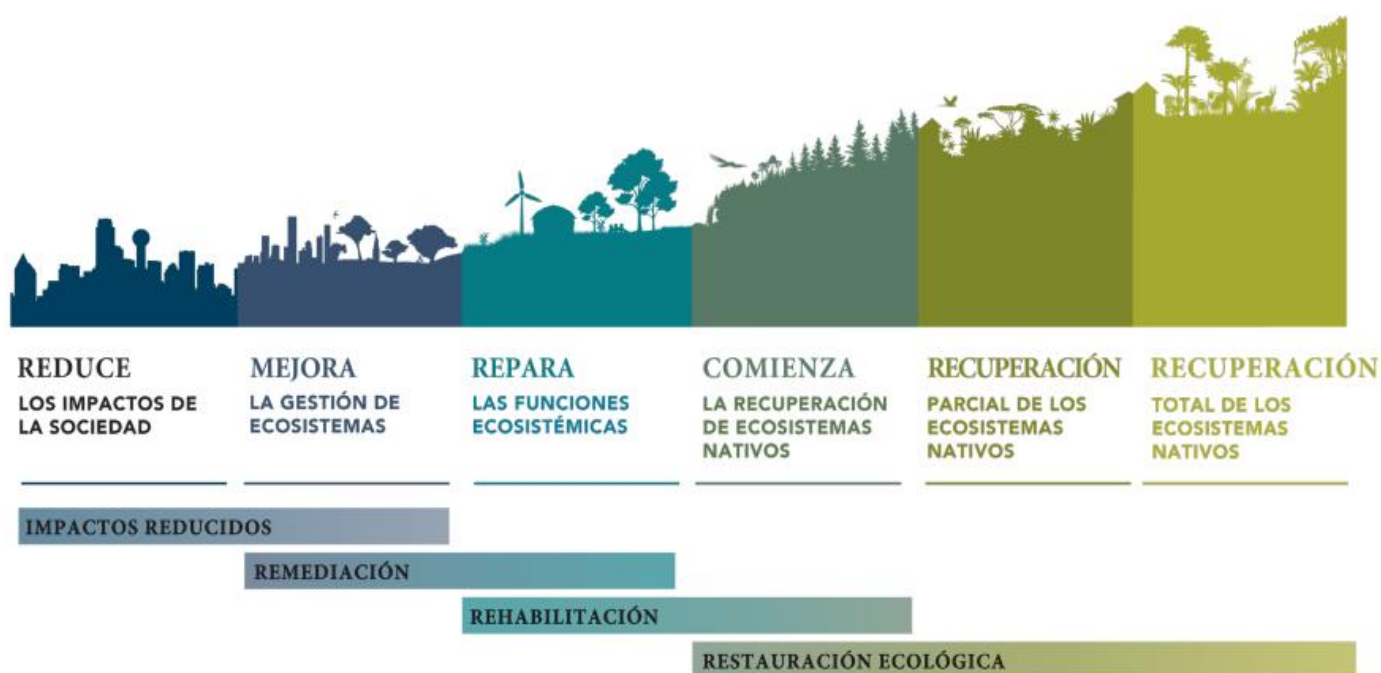 REDUCE
LOS IMPACTOS DE
LA SOCIEDAD
MEJORA
LA GESTIÓN DE
ECOSISTEMAS
REPARA
LAS FUNCIONES
ECOSISTÉMICAS
COMIENZA
LA RECUPERACIÓN
DE ECOSISTEMAS
NATIVOS
RECUPERACIÓN
PARCIAL DE LOS
ECOSISTEMAS
NATIVOS
RECUPERACIÓN
TOTAL DE LOS
ECOSISTEMAS
NATIVOS
IMPACTOS REDUCIDOS
REMEDIACIÓN
REHABILITACIÓN
RESTAURACIÓN ECOLÓGICA